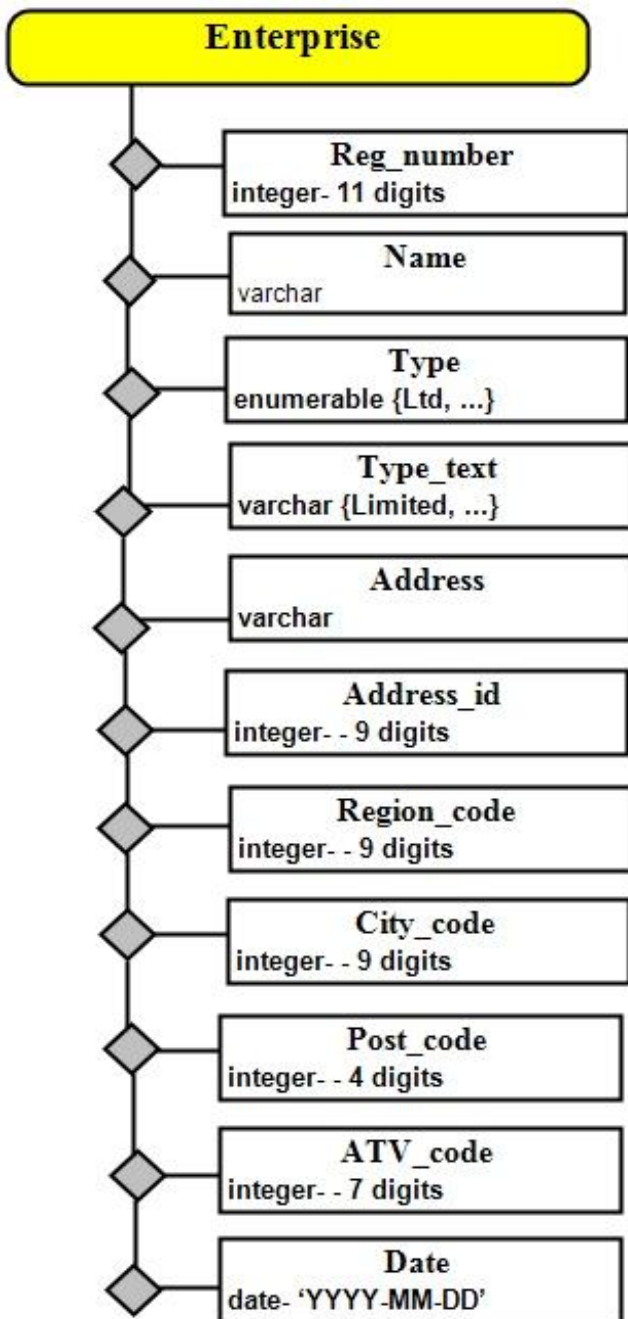 Enterprise
Reg_number
integer- 11 digits
Name
varchar
Type
enumerable {Ltd, ...}
Type_text
varchar {Limited, ...}
Address
varchar
Address_id
integer- - 9 digits
Region_code
integer- - 9 digits
City_code
integer- - 9 digits
Post_code
integer- - 4 digits
ATV_code
integer- - 7 digits
Date
date- ‘YYYY-MM-DD’